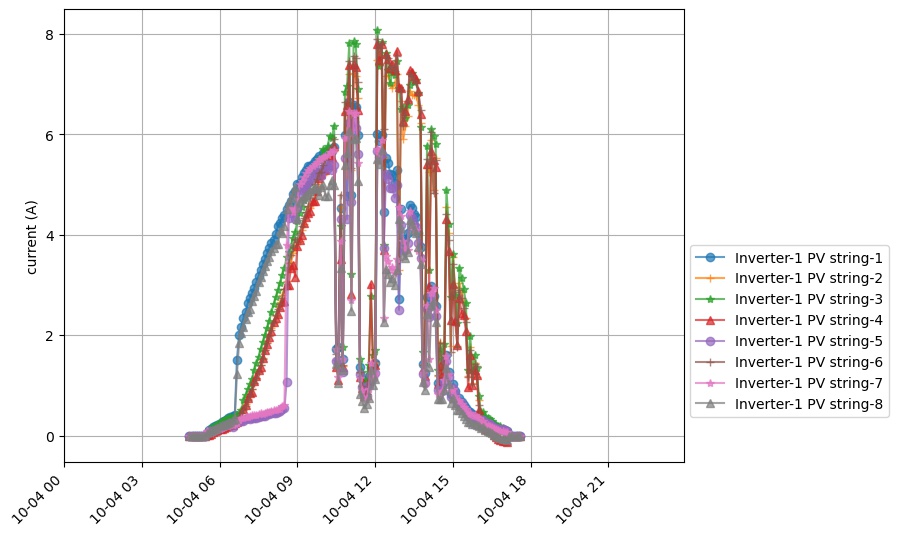 8
6
4
2
0
current (A)
10-04 00
10-04 03
10-04 06
10-04 09
10-04 12
10-04 15
10-04 18
10-04 21
Inverter-1 PV string-1
Inverter-1 PV string-2
Inverter-1 PV string-3
Inverter-1 PV string-4
Inverter-1 PV string-5
Inverter-1 PV string-6
Inverter-1 PV string-7
Inverter-1 PV string-8